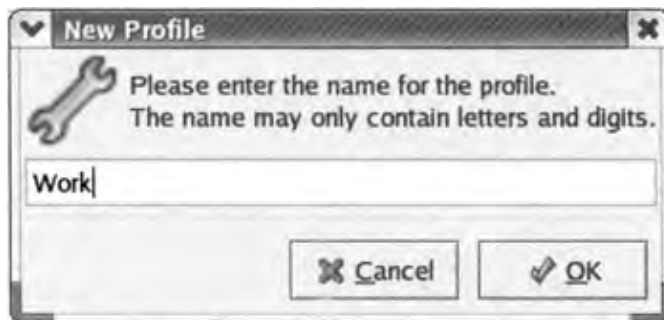 New Profile
Please enter the name for the profile.
The name may only contain letters and digits.
Work
Cancel
OK